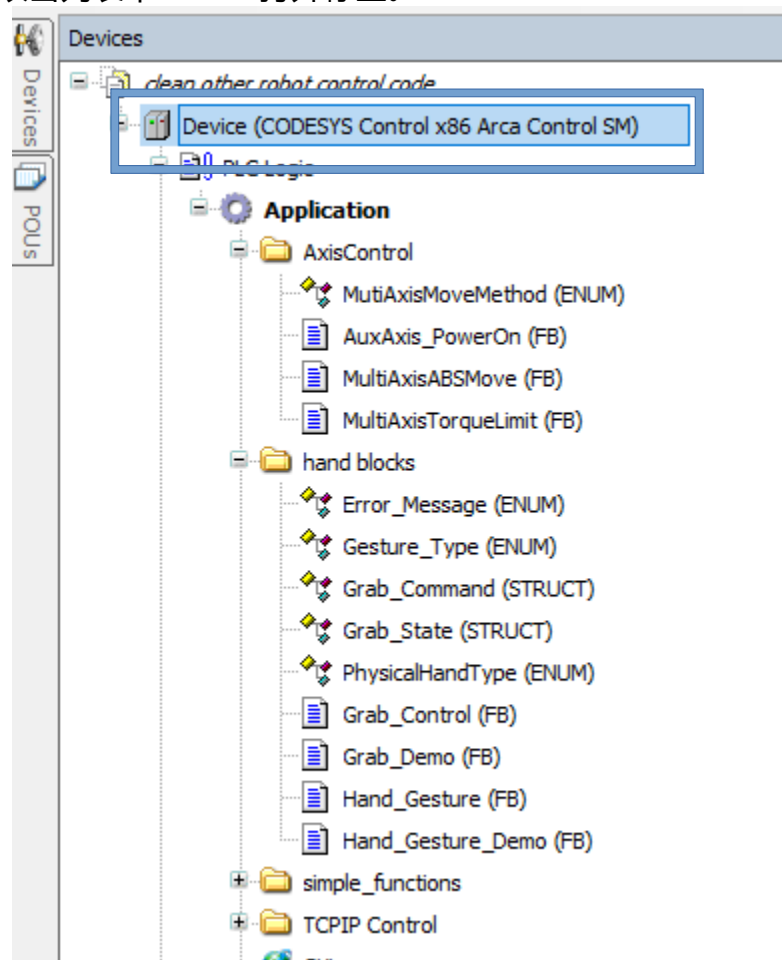 Devices
Devices
POUs
clean other robot control code
Device (CODESYS Control x86 Arca Control SM)
PLC Logic
Application
AxisControl
MutiAxisMoveMethod (ENUM)
AuxAxis_PowerOn (FB)
MultiAxisABSMove (FB)
MultiAxisTorqueLimit (FB)
hand blocks
Error_Message (ENUM)
Gesture_Type (ENUM)
Grab_Command (STRUCT)
Grab_State (STRUCT)
PhysicalHandType (ENUM)
Grab_Control (FB)
Grab_Demo (FB)
Hand_Gesture (FB)
Hand_Gesture_Demo (FB)
simple_functions
TCPIP Control